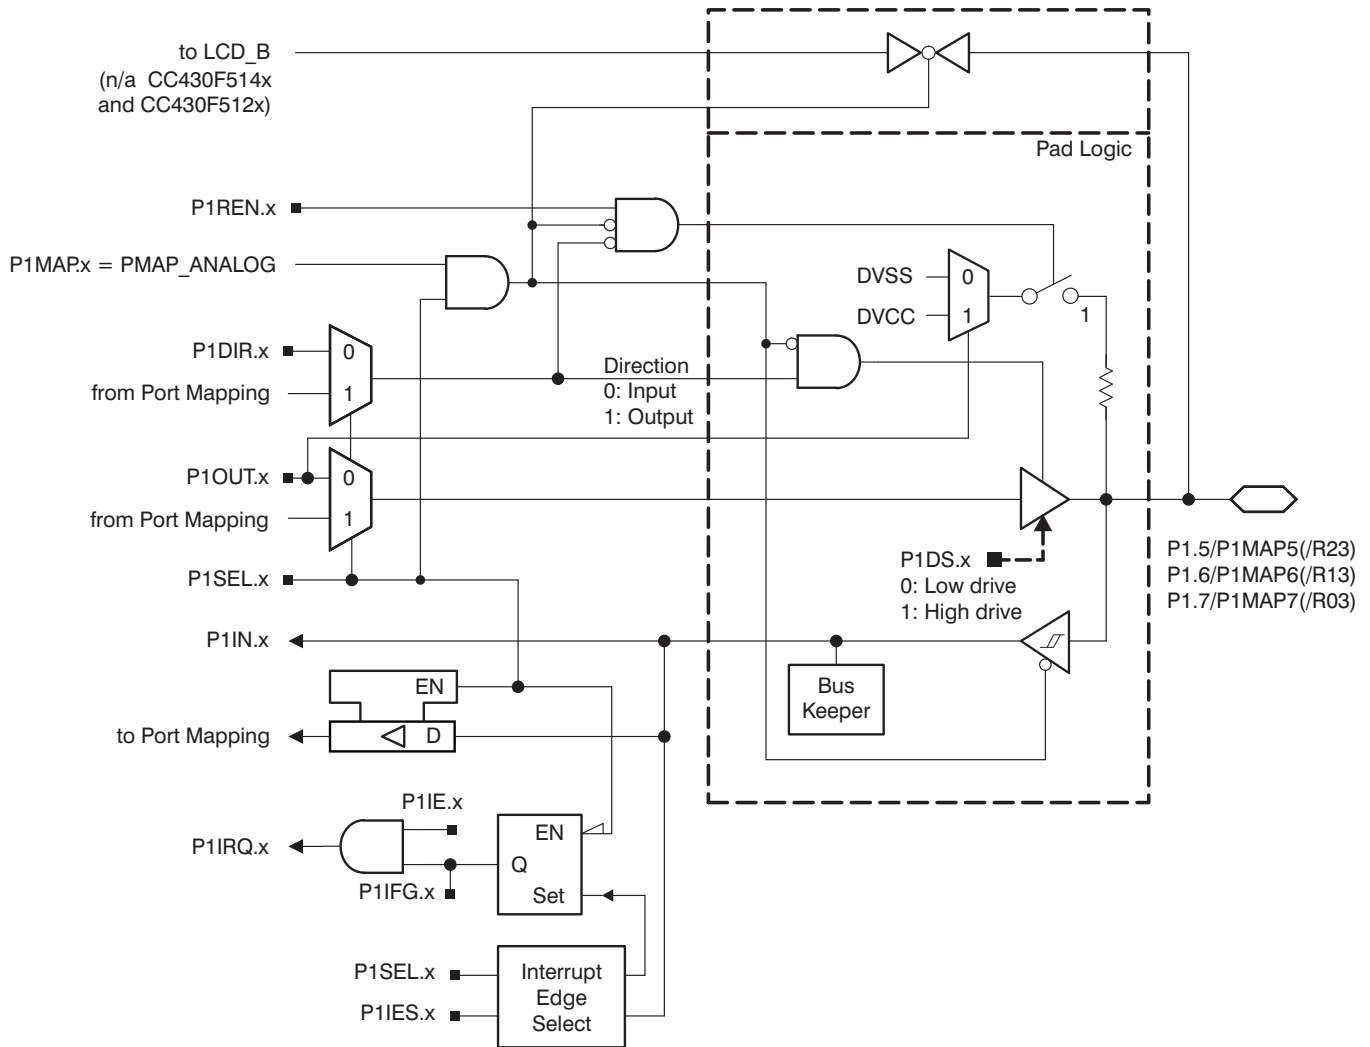 to LCD_B
(n/a CC430F514x
and CC430F512x)
Pad Logic
P1REN.x
P1MAP.x = PMAP_ANALOG
DVSS
0
DVCC
1
1
P1DIR.x
0
from Port Mapping
1
Direction
0: Input
1: Output
P1OUT.x
0
from Port Mapping
1
P1SEL.x
P1DS.x
0: Low drive
1: High drive
P1.5/P1MAP5(/R23)
P1.6/P1MAP6(/R13)
P1.7/P1MAP7(/R03)
P1IN.x
Bus
Keeper
EN
to Port Mapping
D
P1IE.x
P1IRQ.x
EN
Q
P1IFG.x
Set
P1SEL.x
P1IES.x
Interrupt
Edge
Select